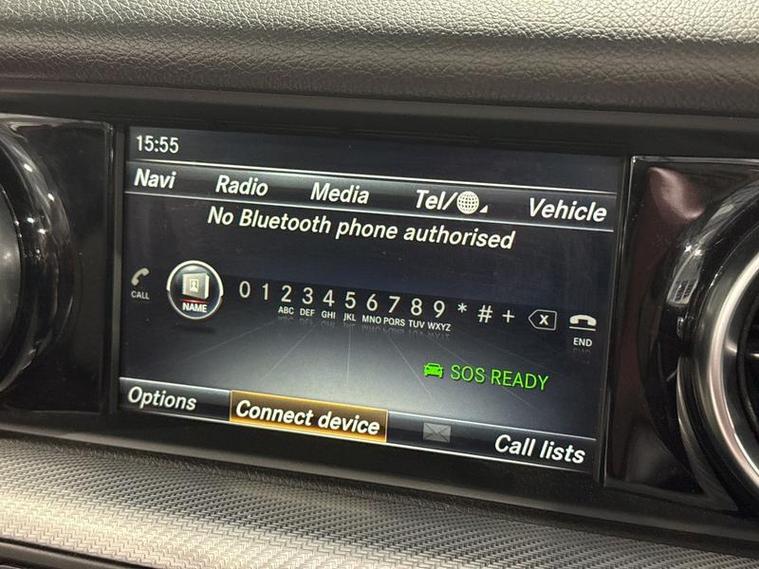 15:55
Navi Radio Media Tel/ Vehicle
No Bluetooth phone authorised
CALL NAME 0 1 2 3 4 5 6 7 8 9 * # + X END
ABC DEF GHI JKL MNO PQRS TUV WXYZ
SOS READY
Options Connect device Call lists